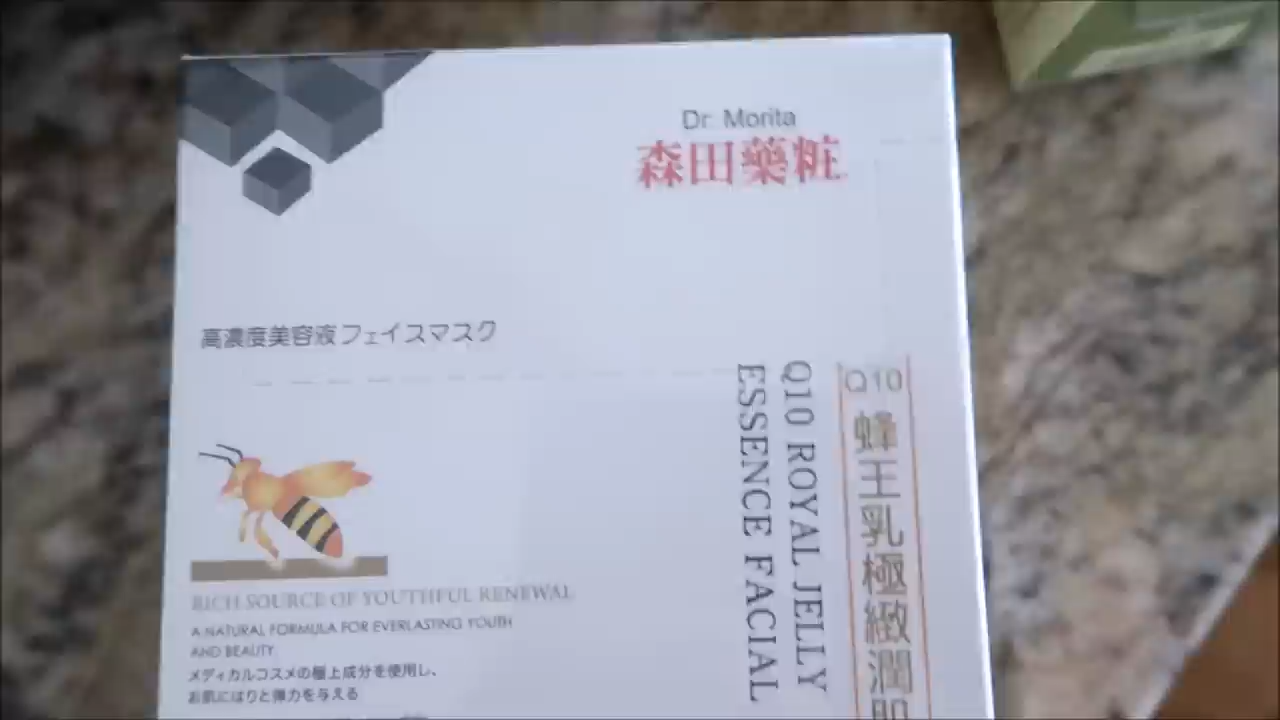 Dr. Morita
森田藥粧
高濃度美容液フェイスマスク
Q10 蜂王乳極緻潤肌
Q10 ROYAL JELLY
ESSENCE FACIAL
RICH SOURCE OF YOUTHFUL RENEWAL
A NATURAL FORMULA FOR EVERLASTING YOUTH
AND BEAUTY.
メディカルコスメの極上成分を使用し、
お肌にはりと弾力を与える